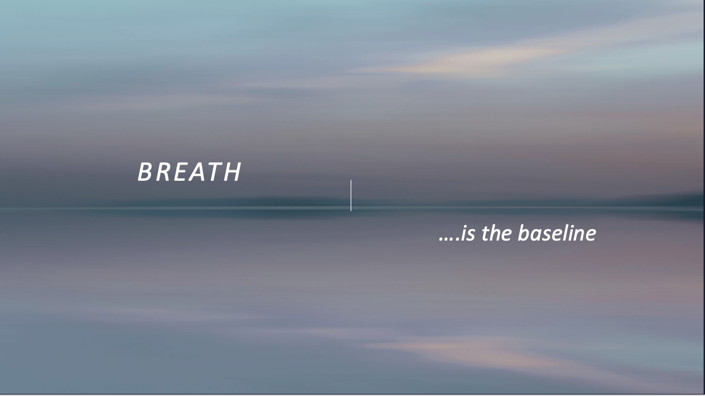 BREATH
....is the baseline